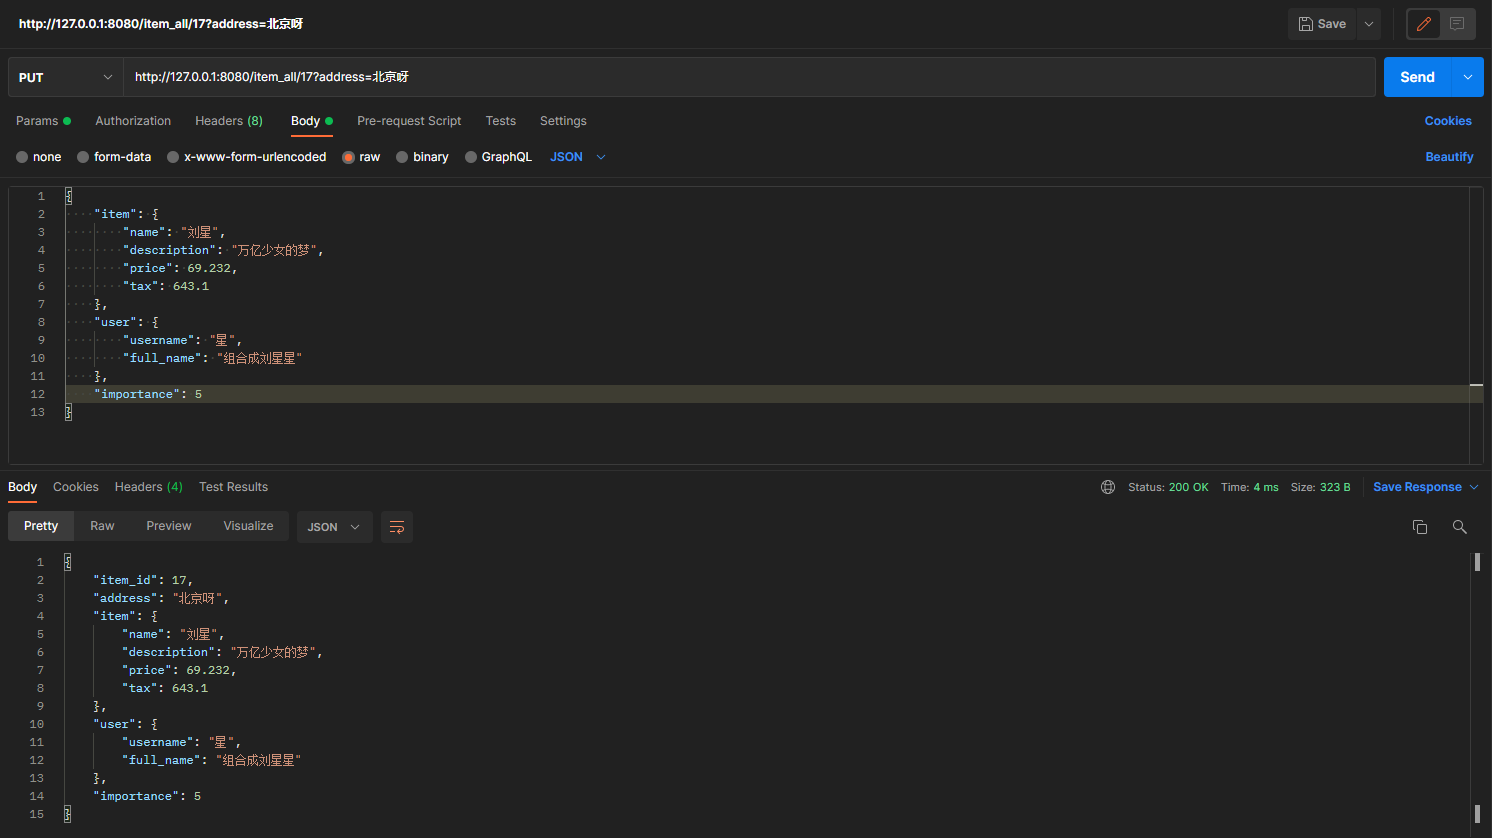 http://127.0.0.1:8080/item_all/17?address=北京呀 Save
PUT http://127.0.0.1:8080/item_all/17?address=北京呀 Send
Params Authorization Headers (8) Body Pre-request Script Tests Settings Cookies
none form-data x-www-form-urlencoded raw binary GraphQL JSON Beautify
1 {
2 "item": {
3 "name": "刘星",
4 "description": "万亿少女的梦",
5 "price": 69.232,
6 "tax": 643.1
7 },
8 "user": {
9 "username": "星",
10 "full_name": "组合成刘星星"
11 },
12 "importance": 5
13 }
Body Cookies Headers (4) Test Results Status: 200 OK Time: 4 ms Size: 323 B Save Response
Pretty Raw Preview Visualize JSON
1 {
2 "item_id": 17,
3 "address": "北京呀",
4 "item": {
5 "name": "刘星",
6 "description": "万亿少女的梦",
7 "price": 69.232,
8 "tax": 643.1
9 },
10 "user": {
11 "username": "星",
12 "full_name": "组合成刘星星"
13 },
14 "importance": 5
15 }